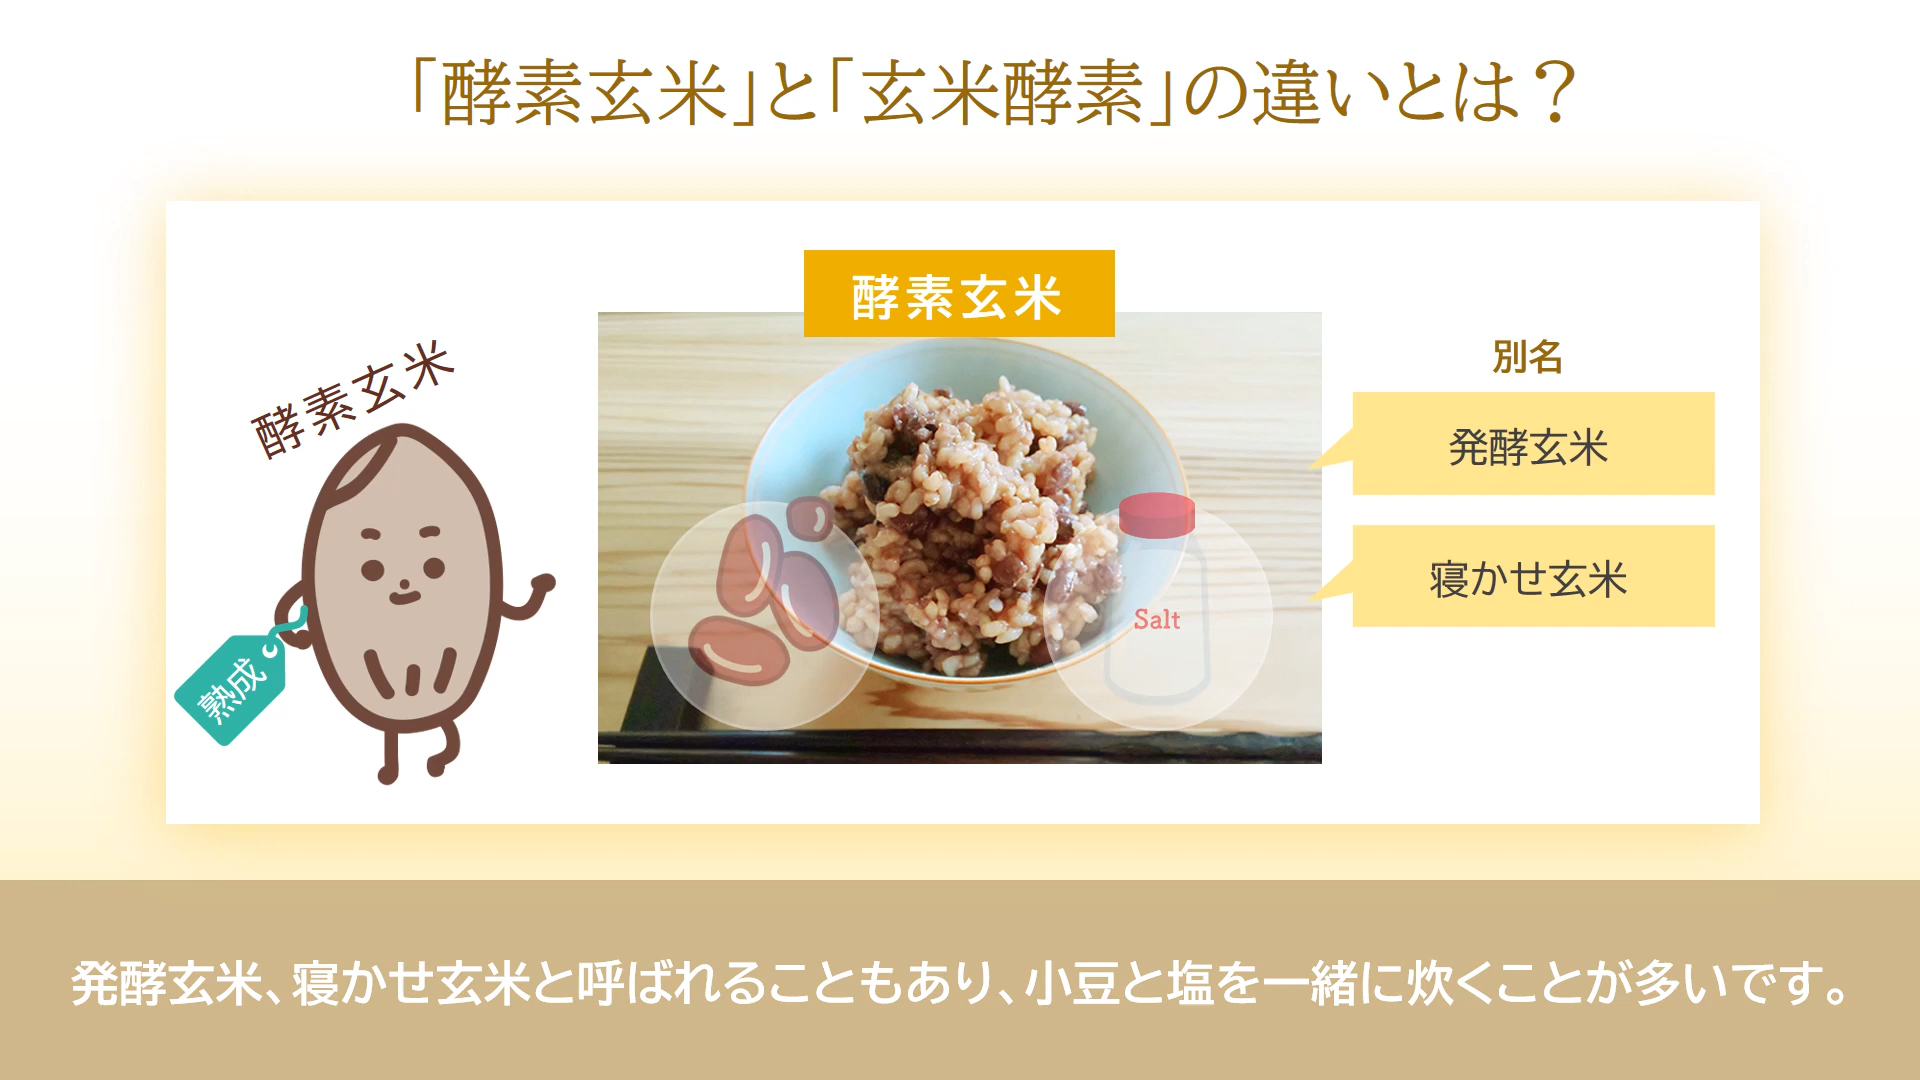 「酵素玄米」と「玄米酵素」の違いとは？
酵素玄米
酵素玄米
熟成
Salt
別名
発酵玄米
寝かせ玄米
発酵玄米、寝かせ玄米と呼ばれることもあり、小豆と塩を一緒に炊くことが多いです。